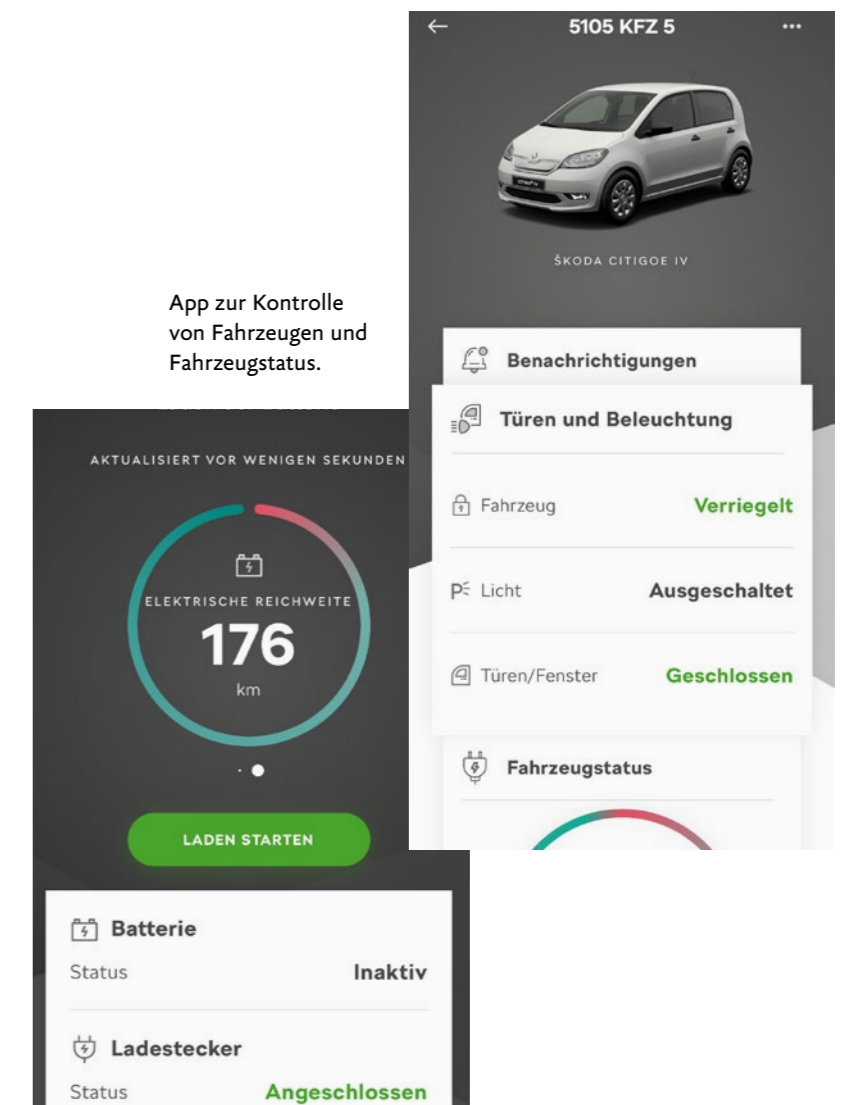 5105 KFZ 5
ŠKODA CITIGOE IV
App zur Kontrolle
von Fahrzeugen und
Fahrzeugstatus.
Benachrichtigungen
Türen und Beleuchtung
Fahrzeug Verriegelt
P Licht Ausgeschaltet
Türen/Fenster Geschlossen
Fahrzeugstatus
AKTUALISIERT VOR WENIGEN SEKUNDEN
ELEKTRISCHE REICHWEITE
176
km
LADEN STARTEN
Batterie
Status Inaktiv
Ladestecker
Status Angeschlossen